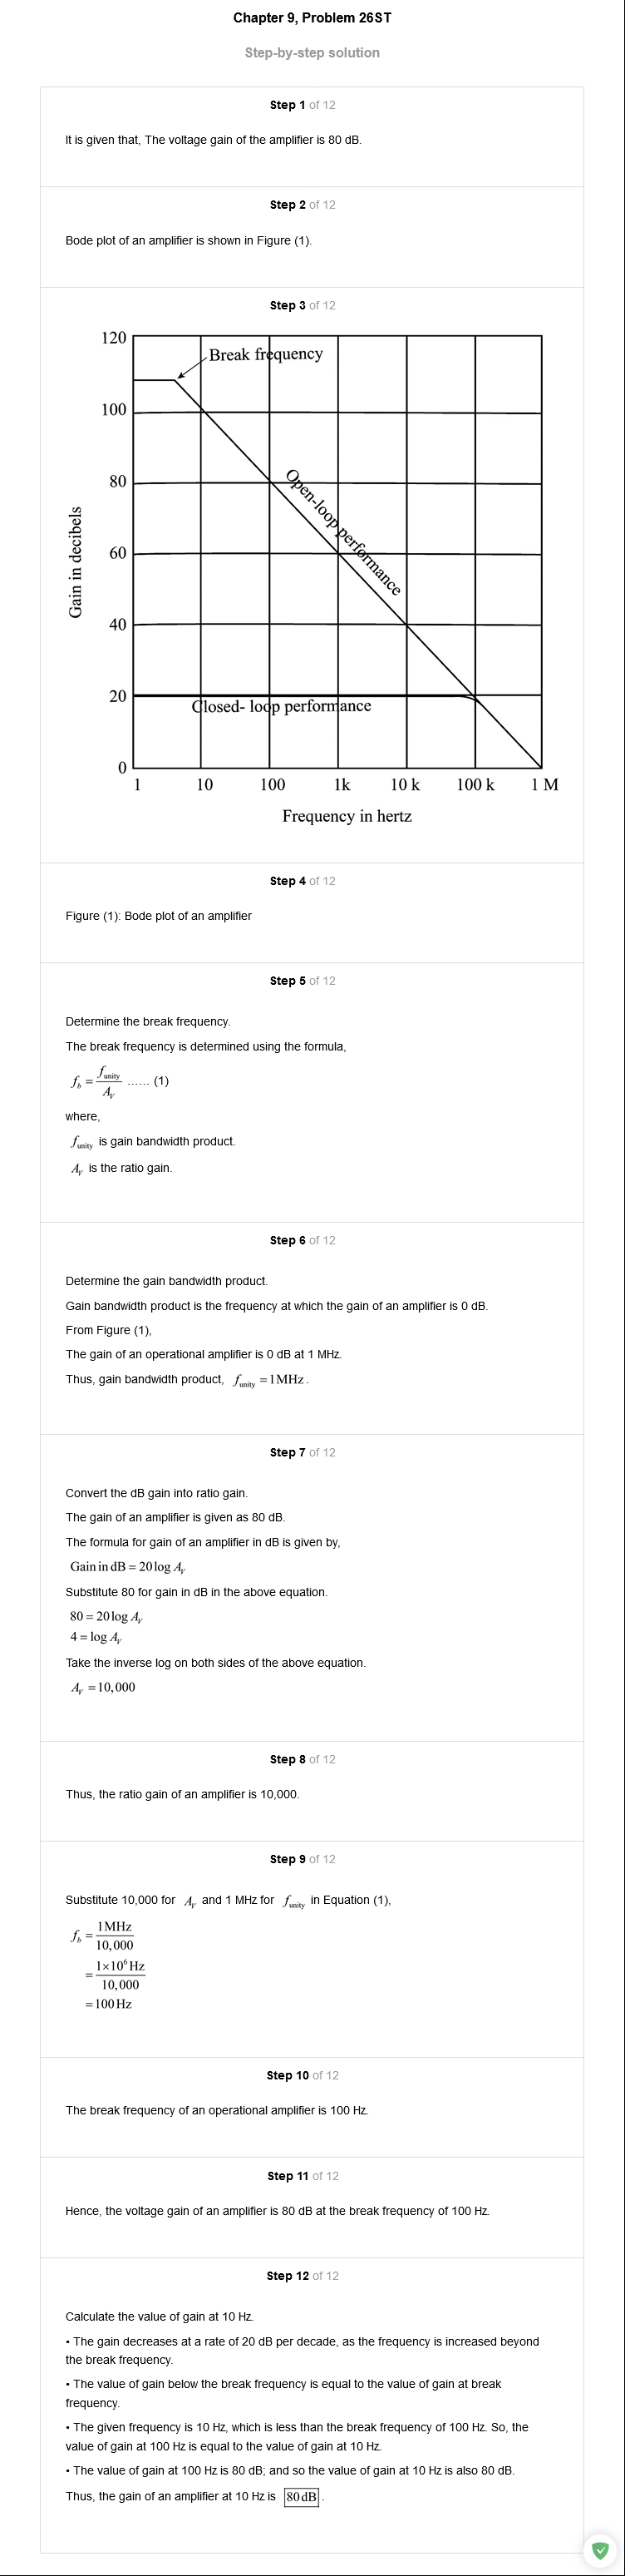 Chapter 9, Problem 26ST
Step-by-step solution
Step 1 of 12
It is given that, The voltage gain of the amplifier is 80 dB.
Step 2 of 12
Bode plot of an amplifier is shown in Figure (1).
Step 3 of 12
120
Break frequency
100
80
Open-loop performance
60
Gain in decibels
40
20
Closed- loop performance
0
1 10 100 1k 10 k 100 k 1 M
Frequency in hertz
Step 4 of 12
Figure (1): Bode plot of an amplifier
Step 5 of 12
Determine the break frequency.
The break frequency is determined using the formula,
f_b = f_unity / A_V ...... (1)
where,
f_unity is gain bandwidth product.
A_V is the ratio gain.
Step 6 of 12
Determine the gain bandwidth product.
Gain bandwidth product is the frequency at which the gain of an amplifier is 0 dB.
From Figure (1),
The gain of an operational amplifier is 0 dB at 1 MHz.
Thus, gain bandwidth product, f_unity = 1 MHz .
Step 7 of 12
Convert the dB gain into ratio gain.
The gain of an amplifier is given as 80 dB.
The formula for gain of an amplifier in dB is given by,
Gain in dB = 20 log A_V
Substitute 80 for gain in dB in the above equation.
80 = 20 log A_V
4 = log A_V
Take the inverse log on both sides of the above equation.
A_V = 10,000
Step 8 of 12
Thus, the ratio gain of an amplifier is 10,000.
Step 9 of 12
Substitute 10,000 for A_V and 1 MHz for f_unity in Equation (1),
f_b = 1 MHz / 10,000
= 1×10⁶ Hz / 10,000
= 100 Hz
Step 10 of 12
The break frequency of an operational amplifier is 100 Hz.
Step 11 of 12
Hence, the voltage gain of an amplifier is 80 dB at the break frequency of 100 Hz.
Step 12 of 12
Calculate the value of gain at 10 Hz.
• The gain decreases at a rate of 20 dB per decade, as the frequency is increased beyond
the break frequency.
• The value of gain below the break frequency is equal to the value of gain at break
frequency.
• The given frequency is 10 Hz, which is less than the break frequency of 100 Hz. So, the
value of gain at 100 Hz is equal to the value of gain at 10 Hz.
• The value of gain at 100 Hz is 80 dB; and so the value of gain at 10 Hz is also 80 dB.
Thus, the gain of an amplifier at 10 Hz is 80 dB .